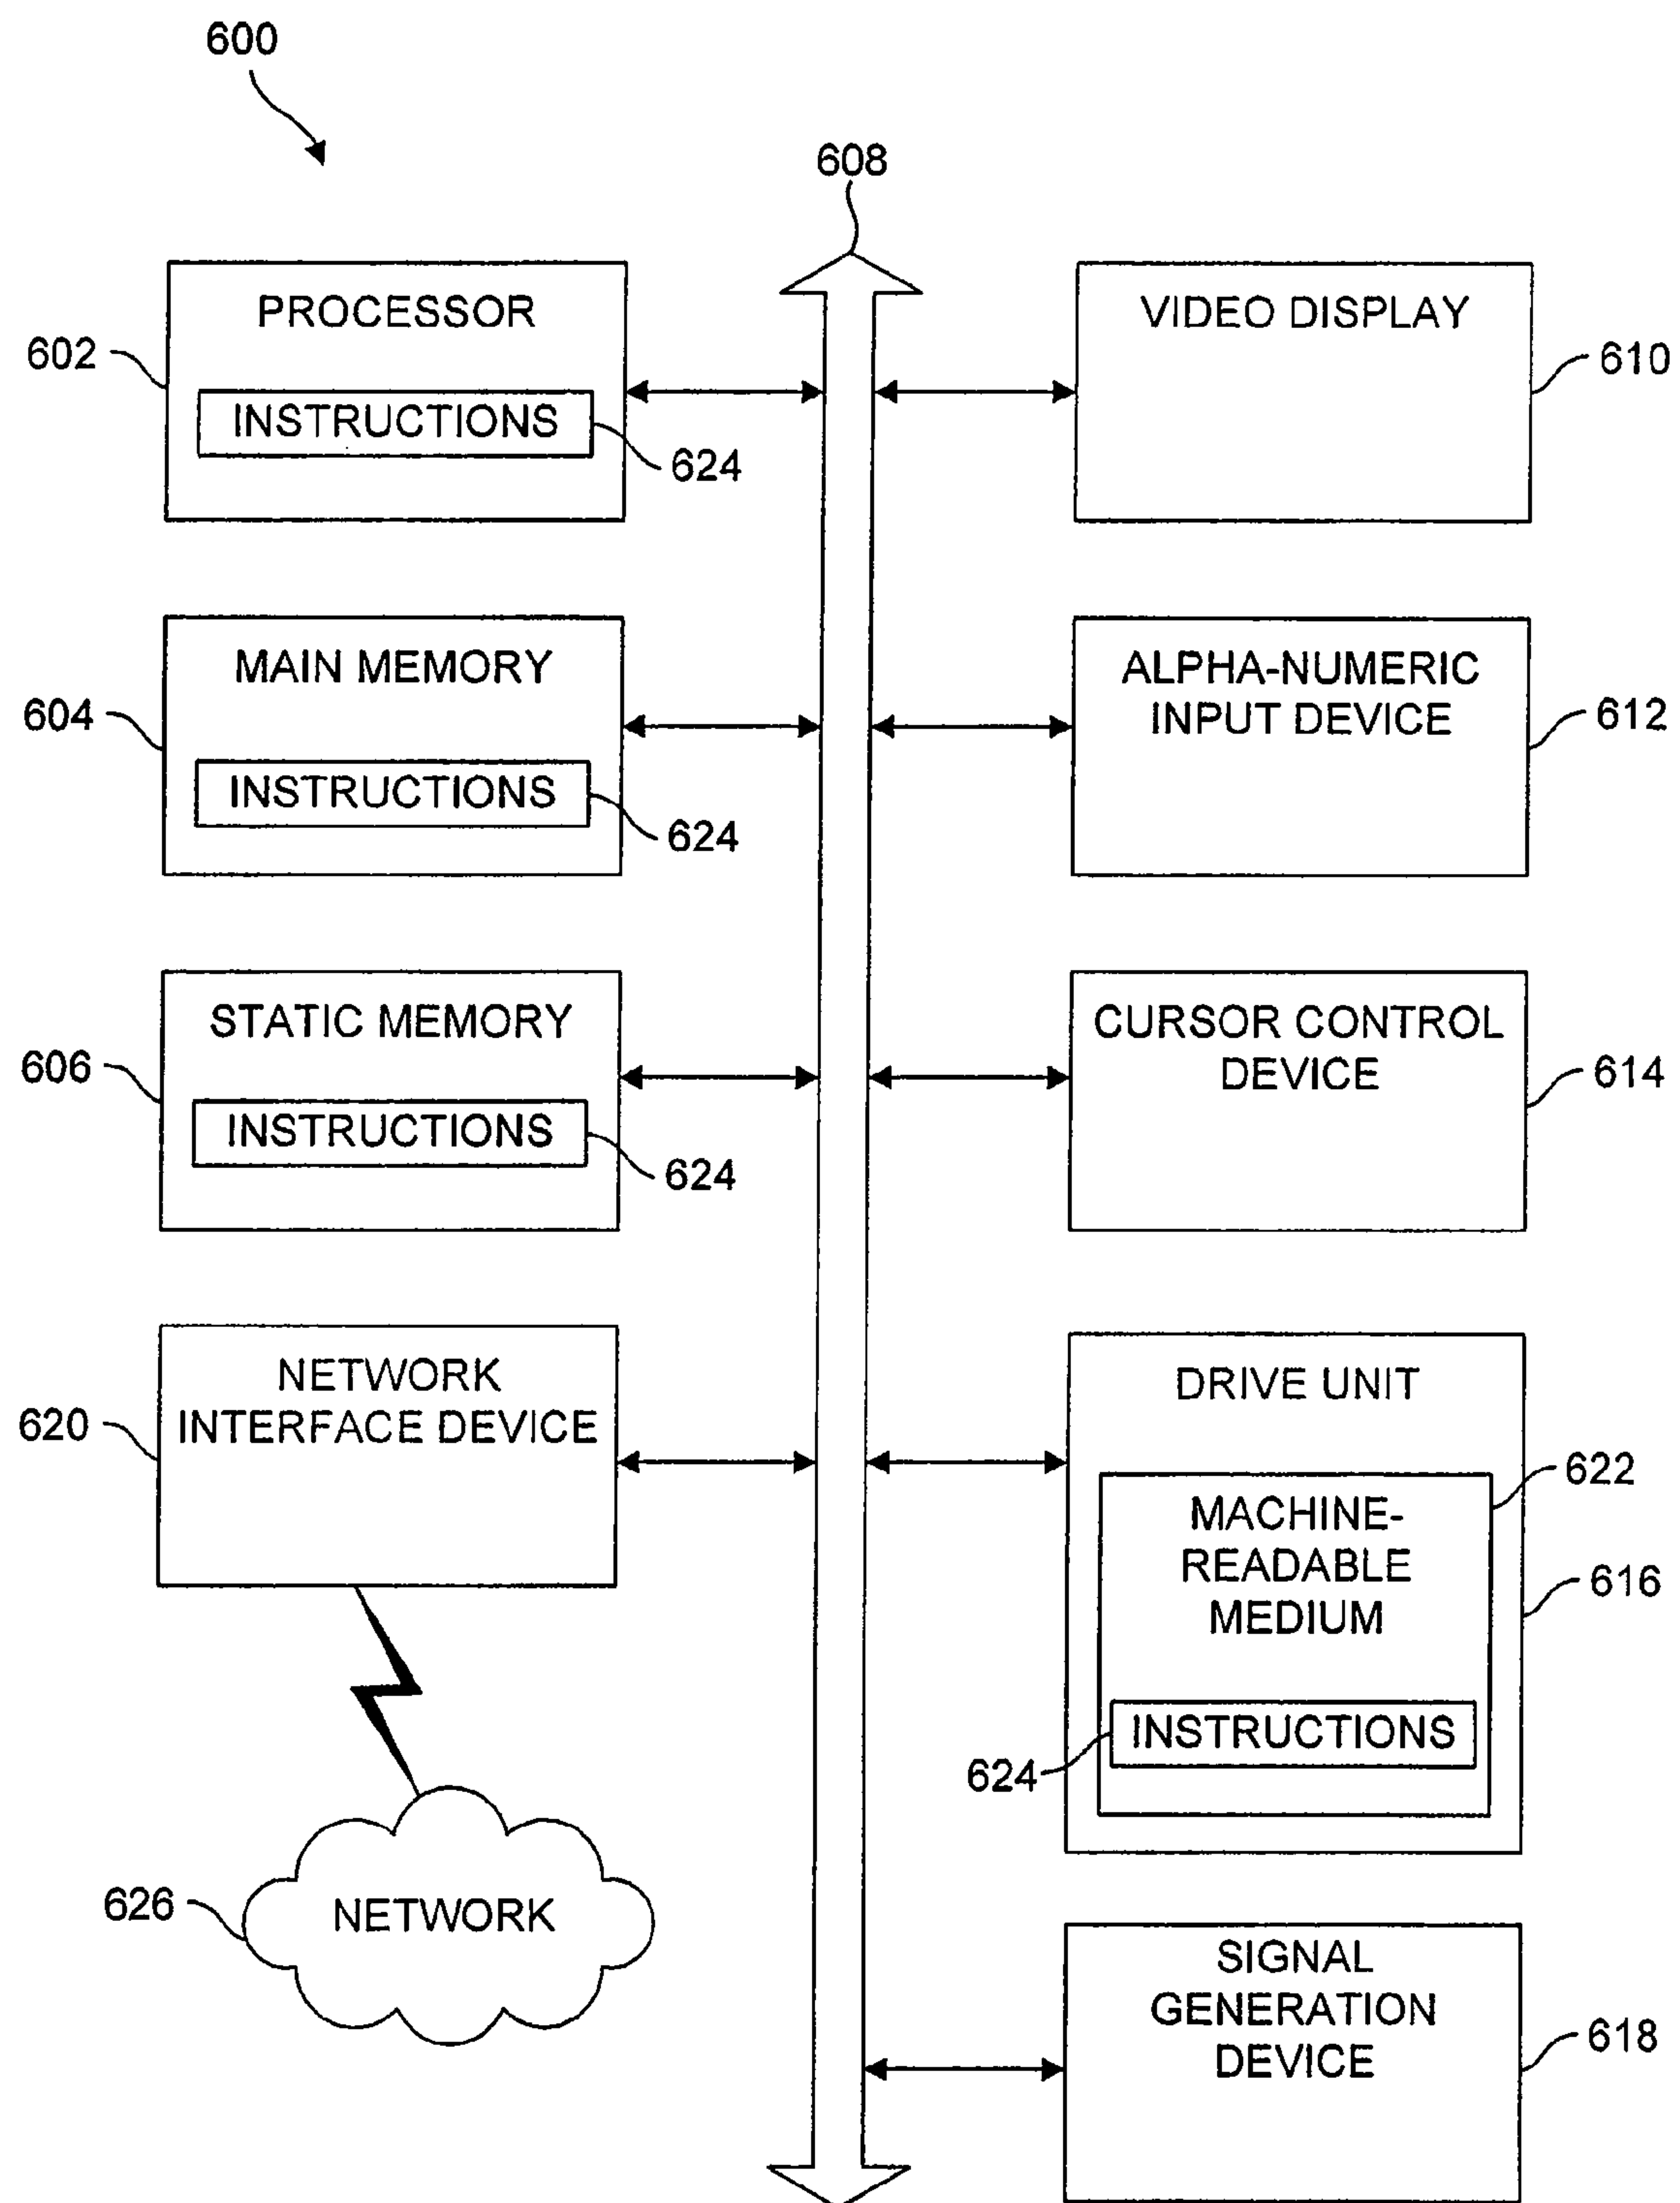 600
608
PROCESSOR
602
INSTRUCTIONS
624
VIDEO DISPLAY
610
MAIN MEMORY
604
INSTRUCTIONS
624
ALPHA-NUMERIC
INPUT DEVICE
612
STATIC MEMORY
606
INSTRUCTIONS
624
CURSOR CONTROL
DEVICE
614
NETWORK
INTERFACE DEVICE
620
DRIVE UNIT
622
MACHINE-
READABLE
MEDIUM
616
INSTRUCTIONS
624
626
NETWORK
SIGNAL
GENERATION
DEVICE
618